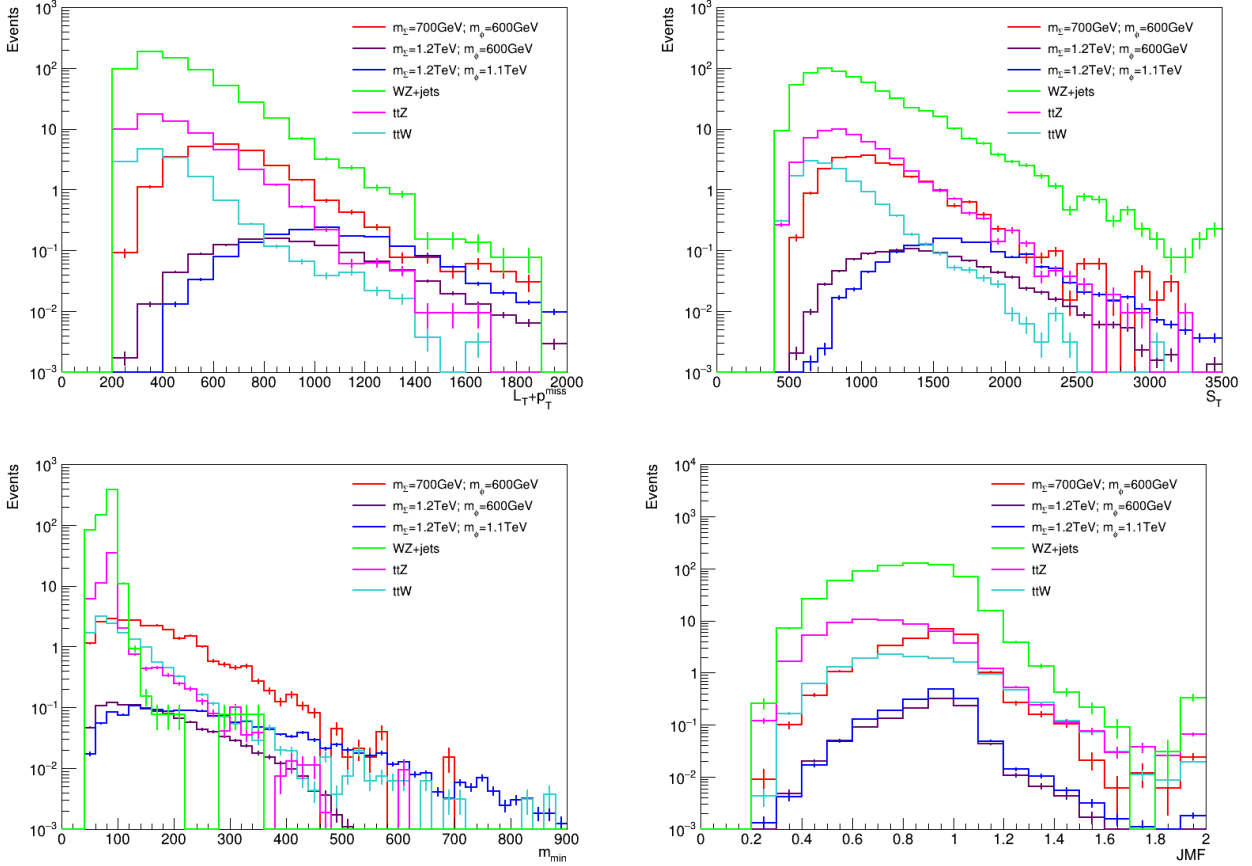 Events
10³
10²
10
1
10⁻¹
10⁻²
10⁻³
m_Σ=700GeV; m_ϕ=600GeV
m_Σ=1.2TeV; m_ϕ=600GeV
m_Σ=1.2TeV; m_ϕ=1.1TeV
WZ+jets
ttZ
ttW
0 200 400 600 800 1000 1200 1400 1600 1800 2000
L_T+p_T^miss
Events
10³
10²
10
1
10⁻¹
10⁻²
10⁻³
m_Σ=700GeV; m_ϕ=600GeV
m_Σ=1.2TeV; m_ϕ=600GeV
m_Σ=1.2TeV; m_ϕ=1.1TeV
WZ+jets
ttZ
ttW
0 500 1000 1500 2000 2500 3000 3500
S_T
Events
10³
10²
10
1
10⁻¹
10⁻²
10⁻³
m_Σ=700GeV; m_ϕ=600GeV
m_Σ=1.2TeV; m_ϕ=600GeV
m_Σ=1.2TeV; m_ϕ=1.1TeV
WZ+jets
ttZ
ttW
0 100 200 300 400 500 600 700 800 900
m_min
Events
10⁴
10³
10²
10
1
10⁻¹
10⁻²
10⁻³
m_Σ=700GeV; m_ϕ=600GeV
m_Σ=1.2TeV; m_ϕ=600GeV
m_Σ=1.2TeV; m_ϕ=1.1TeV
WZ+jets
ttZ
ttW
0 0.2 0.4 0.6 0.8 1 1.2 1.4 1.6 1.8 2
JMF